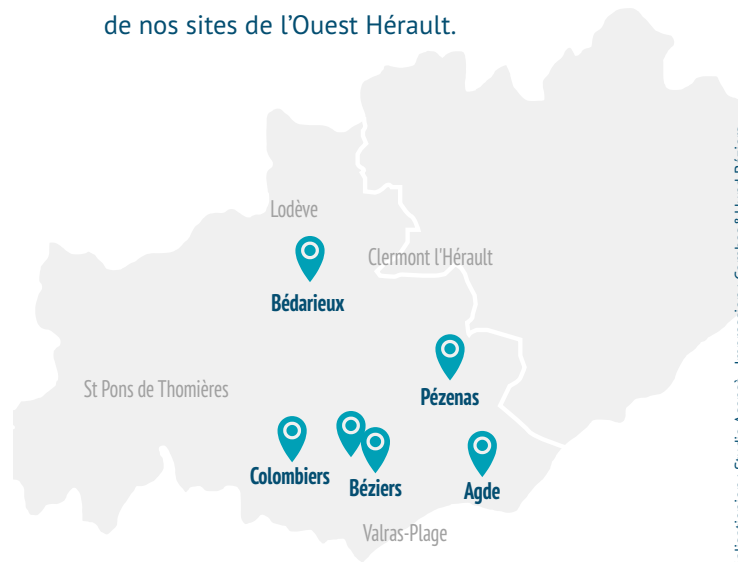 de nos sites de l’Ouest Hérault.
Lodève
Clermont l'Hérault
Bédarieux
St Pons de Thomières
Pézenas
Colombiers
Béziers
Agde
Valras-Plage